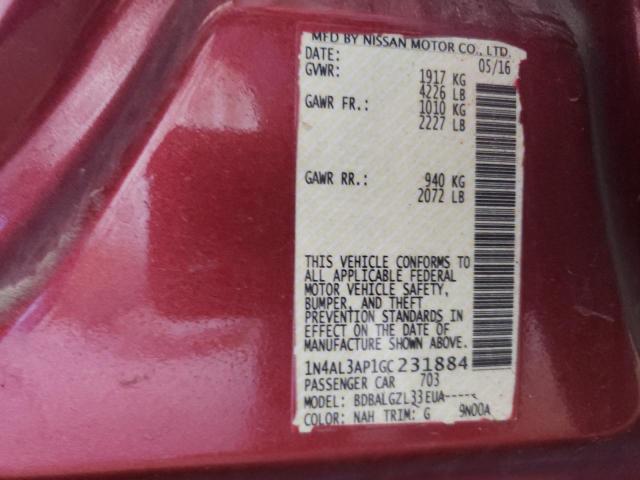 MFD BY NISSAN MOTOR CO., LTD.
DATE: 05/16
GVWR: 1917 KG
4226 LB
GAWR FR.: 1010 KG
2227 LB
GAWR RR.: 940 KG
2072 LB
THIS VEHICLE CONFORMS TO
ALL APPLICABLE FEDERAL
MOTOR VEHICLE SAFETY,
BUMPER, AND THEFT
PREVENTION STANDARDS IN
EFFECT ON THE DATE OF
MANUFACTURE SHOWN ABOVE.
1N4AL3AP1GC231884
PASSENGER CAR 703
MODEL: BDBALGZL33EUA-----
COLOR: NAH TRIM: G 9N00A